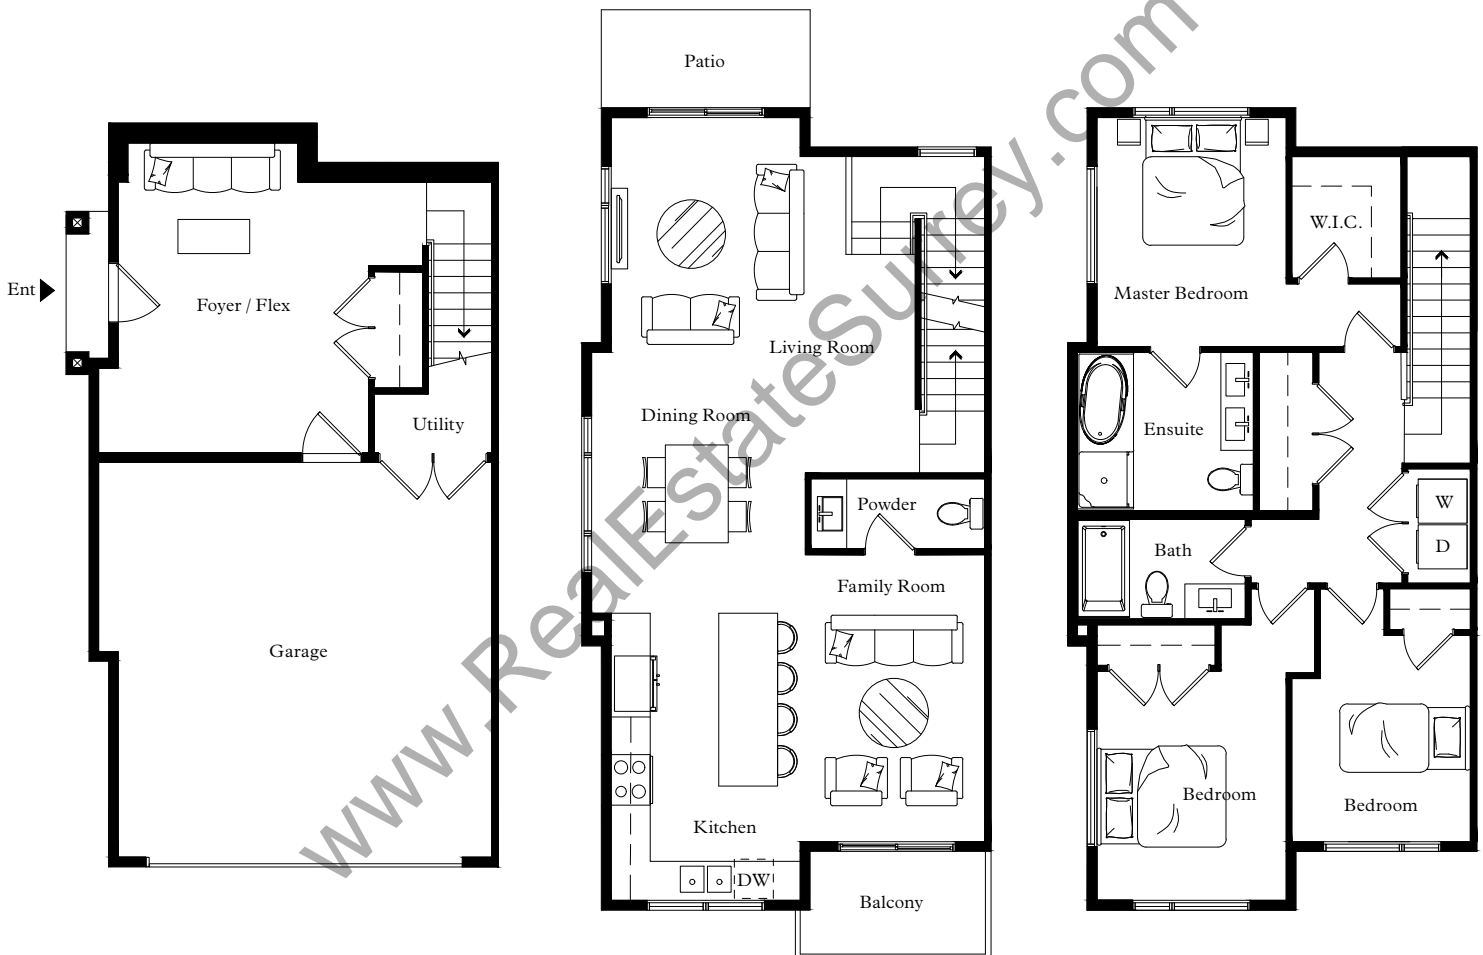 Ent
Foyer / Flex
Utility
Garage
Patio
Living Room
Dining Room
Powder
Family Room
Kitchen
DW
Balcony
W.I.C.
Master Bedroom
Ensuite
W
D
Bath
Bedroom
Bedroom
www.RealEstateSurrey.com